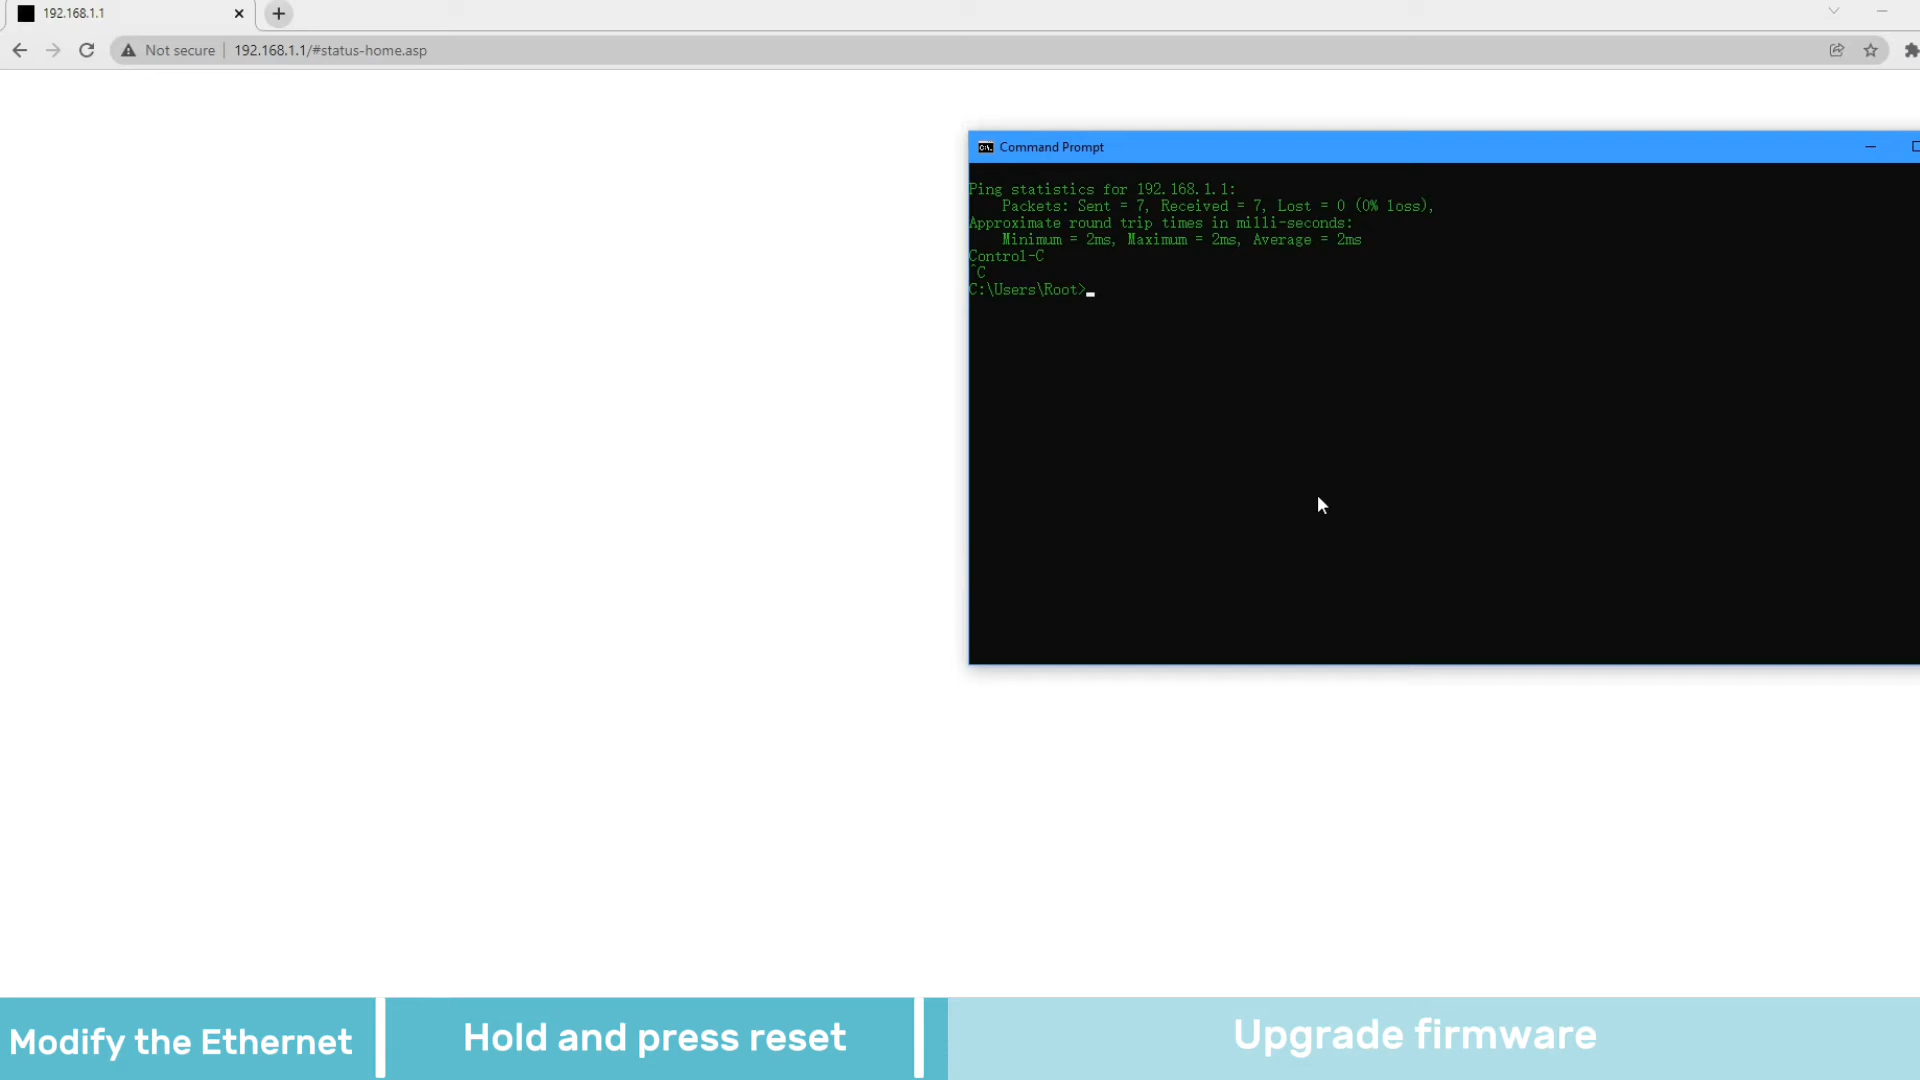 192.168.1.1
Not secure
192.168.1.1/#status-home.asp
Command Prompt
Ping statistics for 192.168.1.1:
Packets: Sent = 7, Received = 7, Lost = 0 (0% loss),
Approximate round trip times in milli-seconds:
Minimum = 2ms, Maximum = 2ms, Average = 2ms
Control-C
^C
C:\Users\Root>
Modify the Ethernet
Hold and press reset
Upgrade firmware